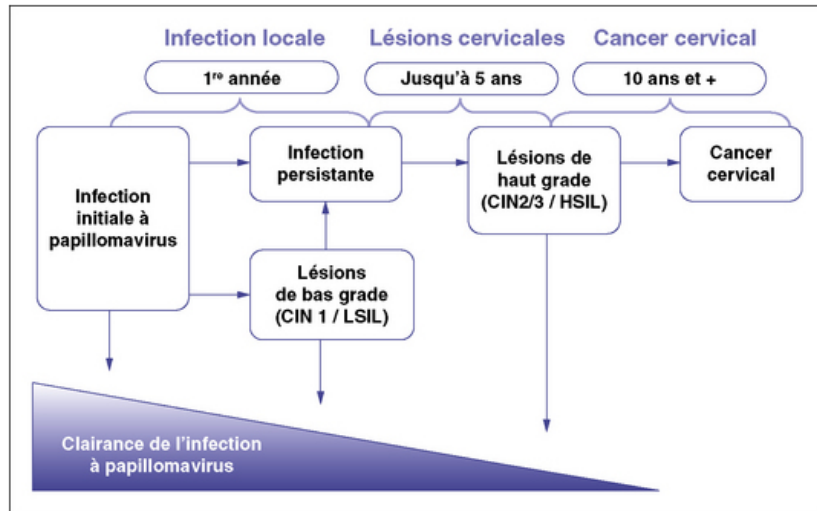 Infection locale
Lésions cervicales
Cancer cervical
1re année
Jusqu'à 5 ans
10 ans et +
Infection
initiale à
papillomavirus
Infection
persistante
Lésions de
haut grade
(CIN2/3 / HSIL)
Cancer
cervical
Lésions
de bas grade
(CIN 1 / LSIL)
Clairance de l'infection
à papillomavirus